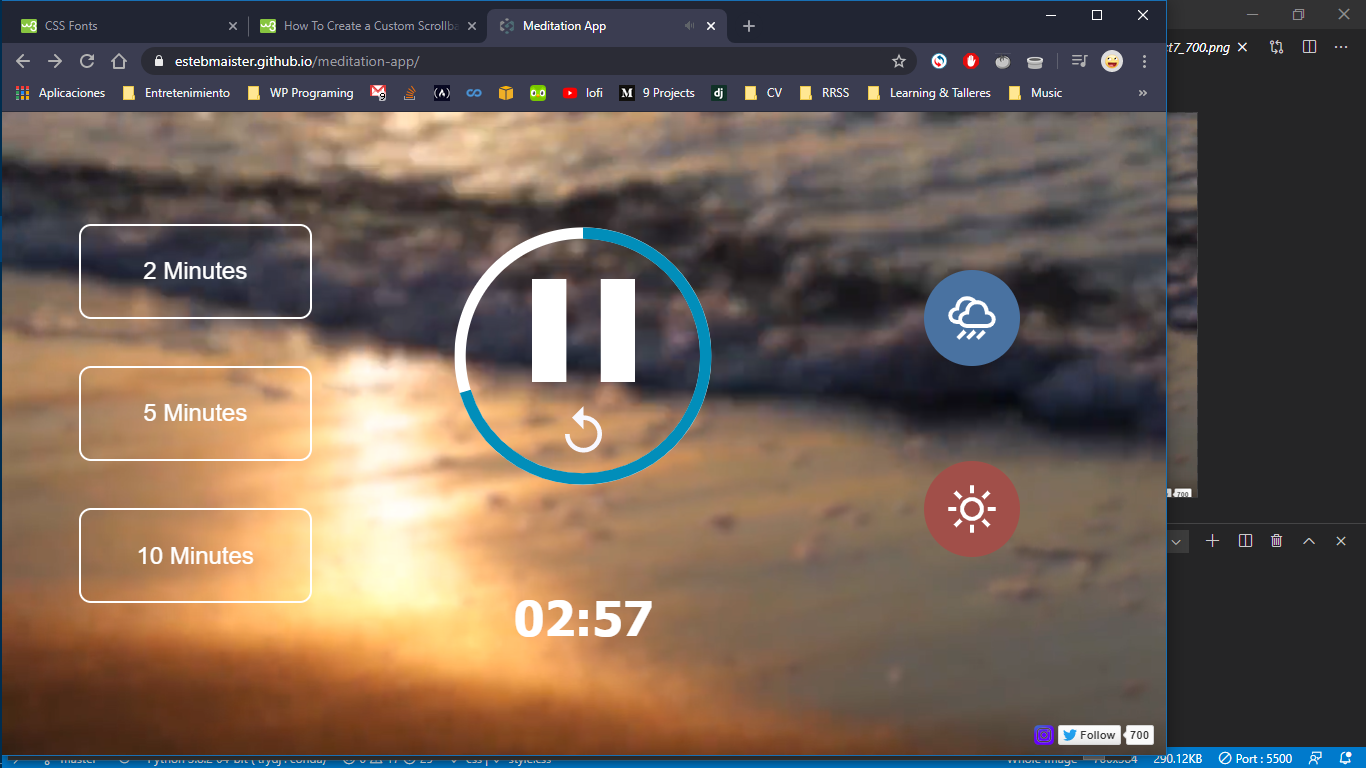 CSS Fonts
How To Create a Custom Scrollba
Meditation App
t7_700.png
estebmaister.github.io/meditation-app/
Aplicaciones
Entretenimiento
WP Programing
lofi
M
9 Projects
dj
CV
RRSS
Learning & Talleres
Music
»
2 Minutes
5 Minutes
10 Minutes
02:57
Follow
700
700
master
290.12KB
Port : 5500